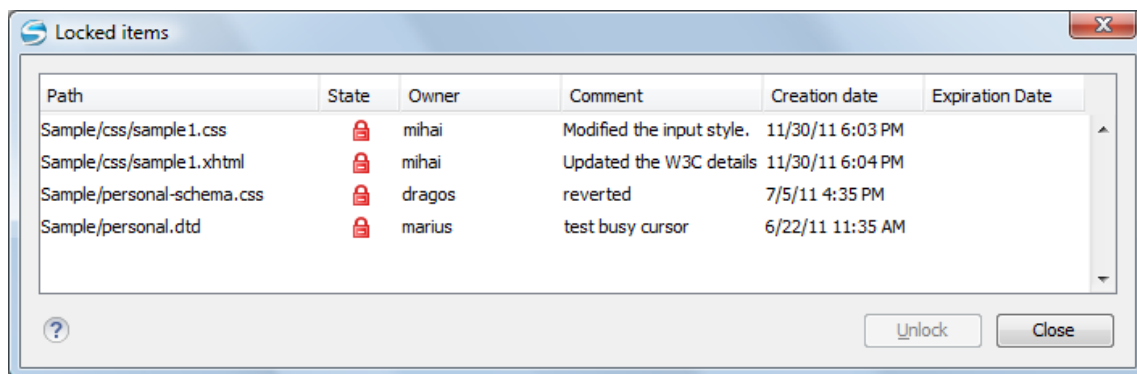 Locked items
Path State Owner Comment Creation date Expiration Date
Sample/css/sample1.css mihai Modified the input style. 11/30/11 6:03 PM
Sample/css/sample1.xhtml mihai Updated the W3C details 11/30/11 6:04 PM
Sample/personal-schema.css dragos reverted 7/5/11 4:35 PM
Sample/personal.dtd marius test busy cursor 6/22/11 11:35 AM
? Unlock Close